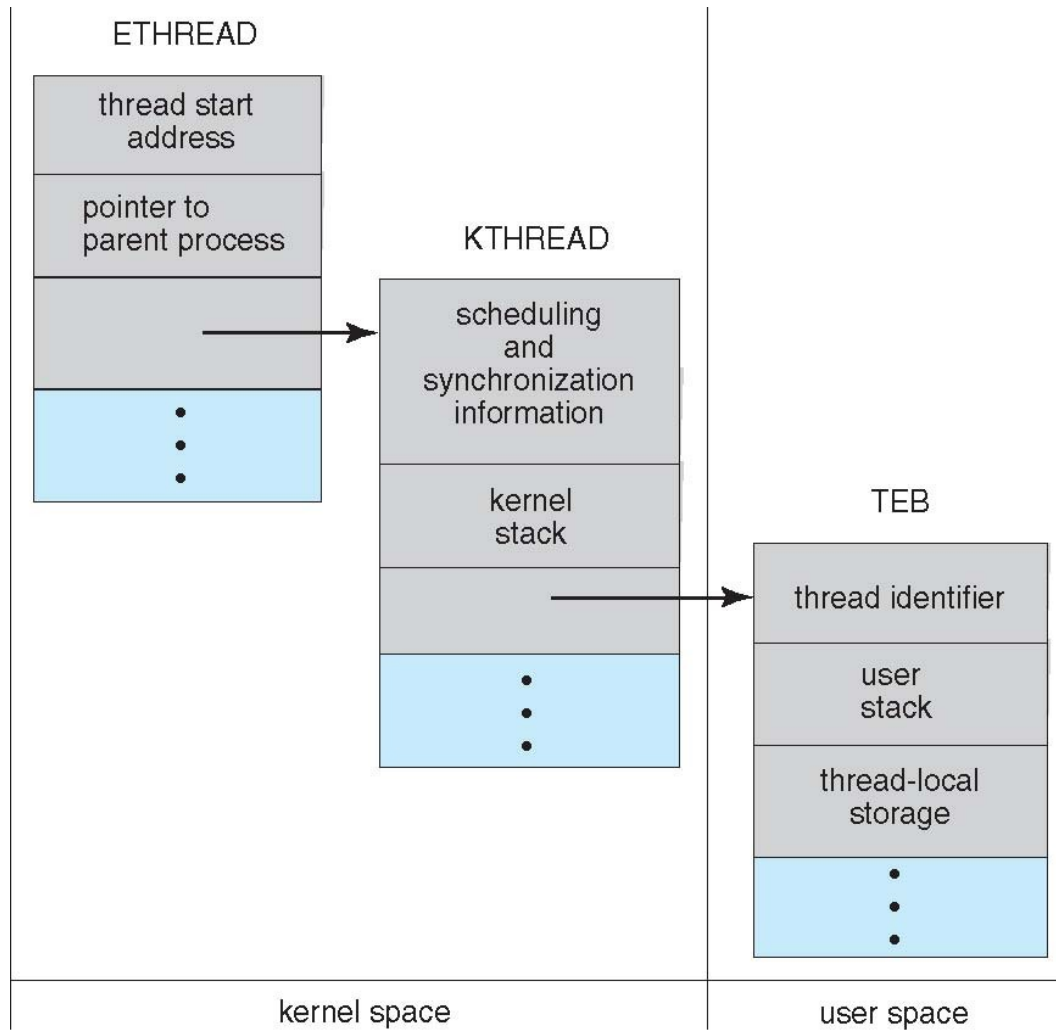 ETHREAD
thread start
address
pointer to
parent process
KTHREAD
scheduling
and
synchronization
information
kernel
stack
TEB
thread identifier
user
stack
thread-local
storage
kernel space
user space